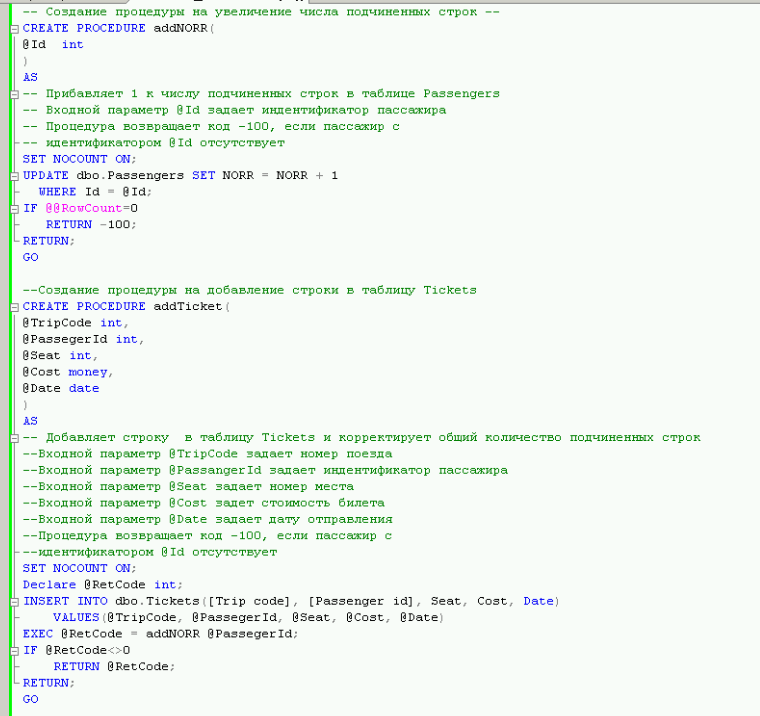 -- Создание процедуры на увеличение числа подчиненных строк --
CREATE PROCEDURE addNORR(
@Id  int
)
AS
-- Прибавляет 1 к числу подчиненных строк в таблице Passengers
-- Входной параметр @Id задает индентификатор пассажира
-- Процедура возвращает код -100, если пассажир с
-- идентификатором @Id отсутствует
SET NOCOUNT ON;
UPDATE dbo.Passengers SET NORR = NORR + 1
  WHERE Id = @Id;
IF @@RowCount=0
   RETURN -100;
RETURN;
GO

--Создание процедуры на добавление строки в таблицу Tickets
CREATE PROCEDURE addTicket(
@TripCode int,
@PassegerId int,
@Seat int,
@Cost money,
@Date date
)
AS
-- Добавляет строку  в таблицу Tickets и корректирует общий количество подчиненных строк
--Входной параметр @TripCode задает номер поезда
--Входной параметр @PassangerId задает индентификатор пассажира
--Входной параметр @Seat задает номер места
--Входной параметр @Cost задет стоимость билета
--Входной параметр @Date задает дату отправления
--Процедура возвращает код -100, если пассажир с
--идентификатором @Id отсутствует
SET NOCOUNT ON;
Declare @RetCode int;
INSERT INTO dbo.Tickets([Trip code], [Passenger id], Seat, Cost, Date)
    VALUES(@TripCode, @PassegerId, @Seat, @Cost, @Date)
EXEC @RetCode = addNORR @PassegerId;
IF @RetCode<>0
    RETURN @RetCode;
RETURN;
GO